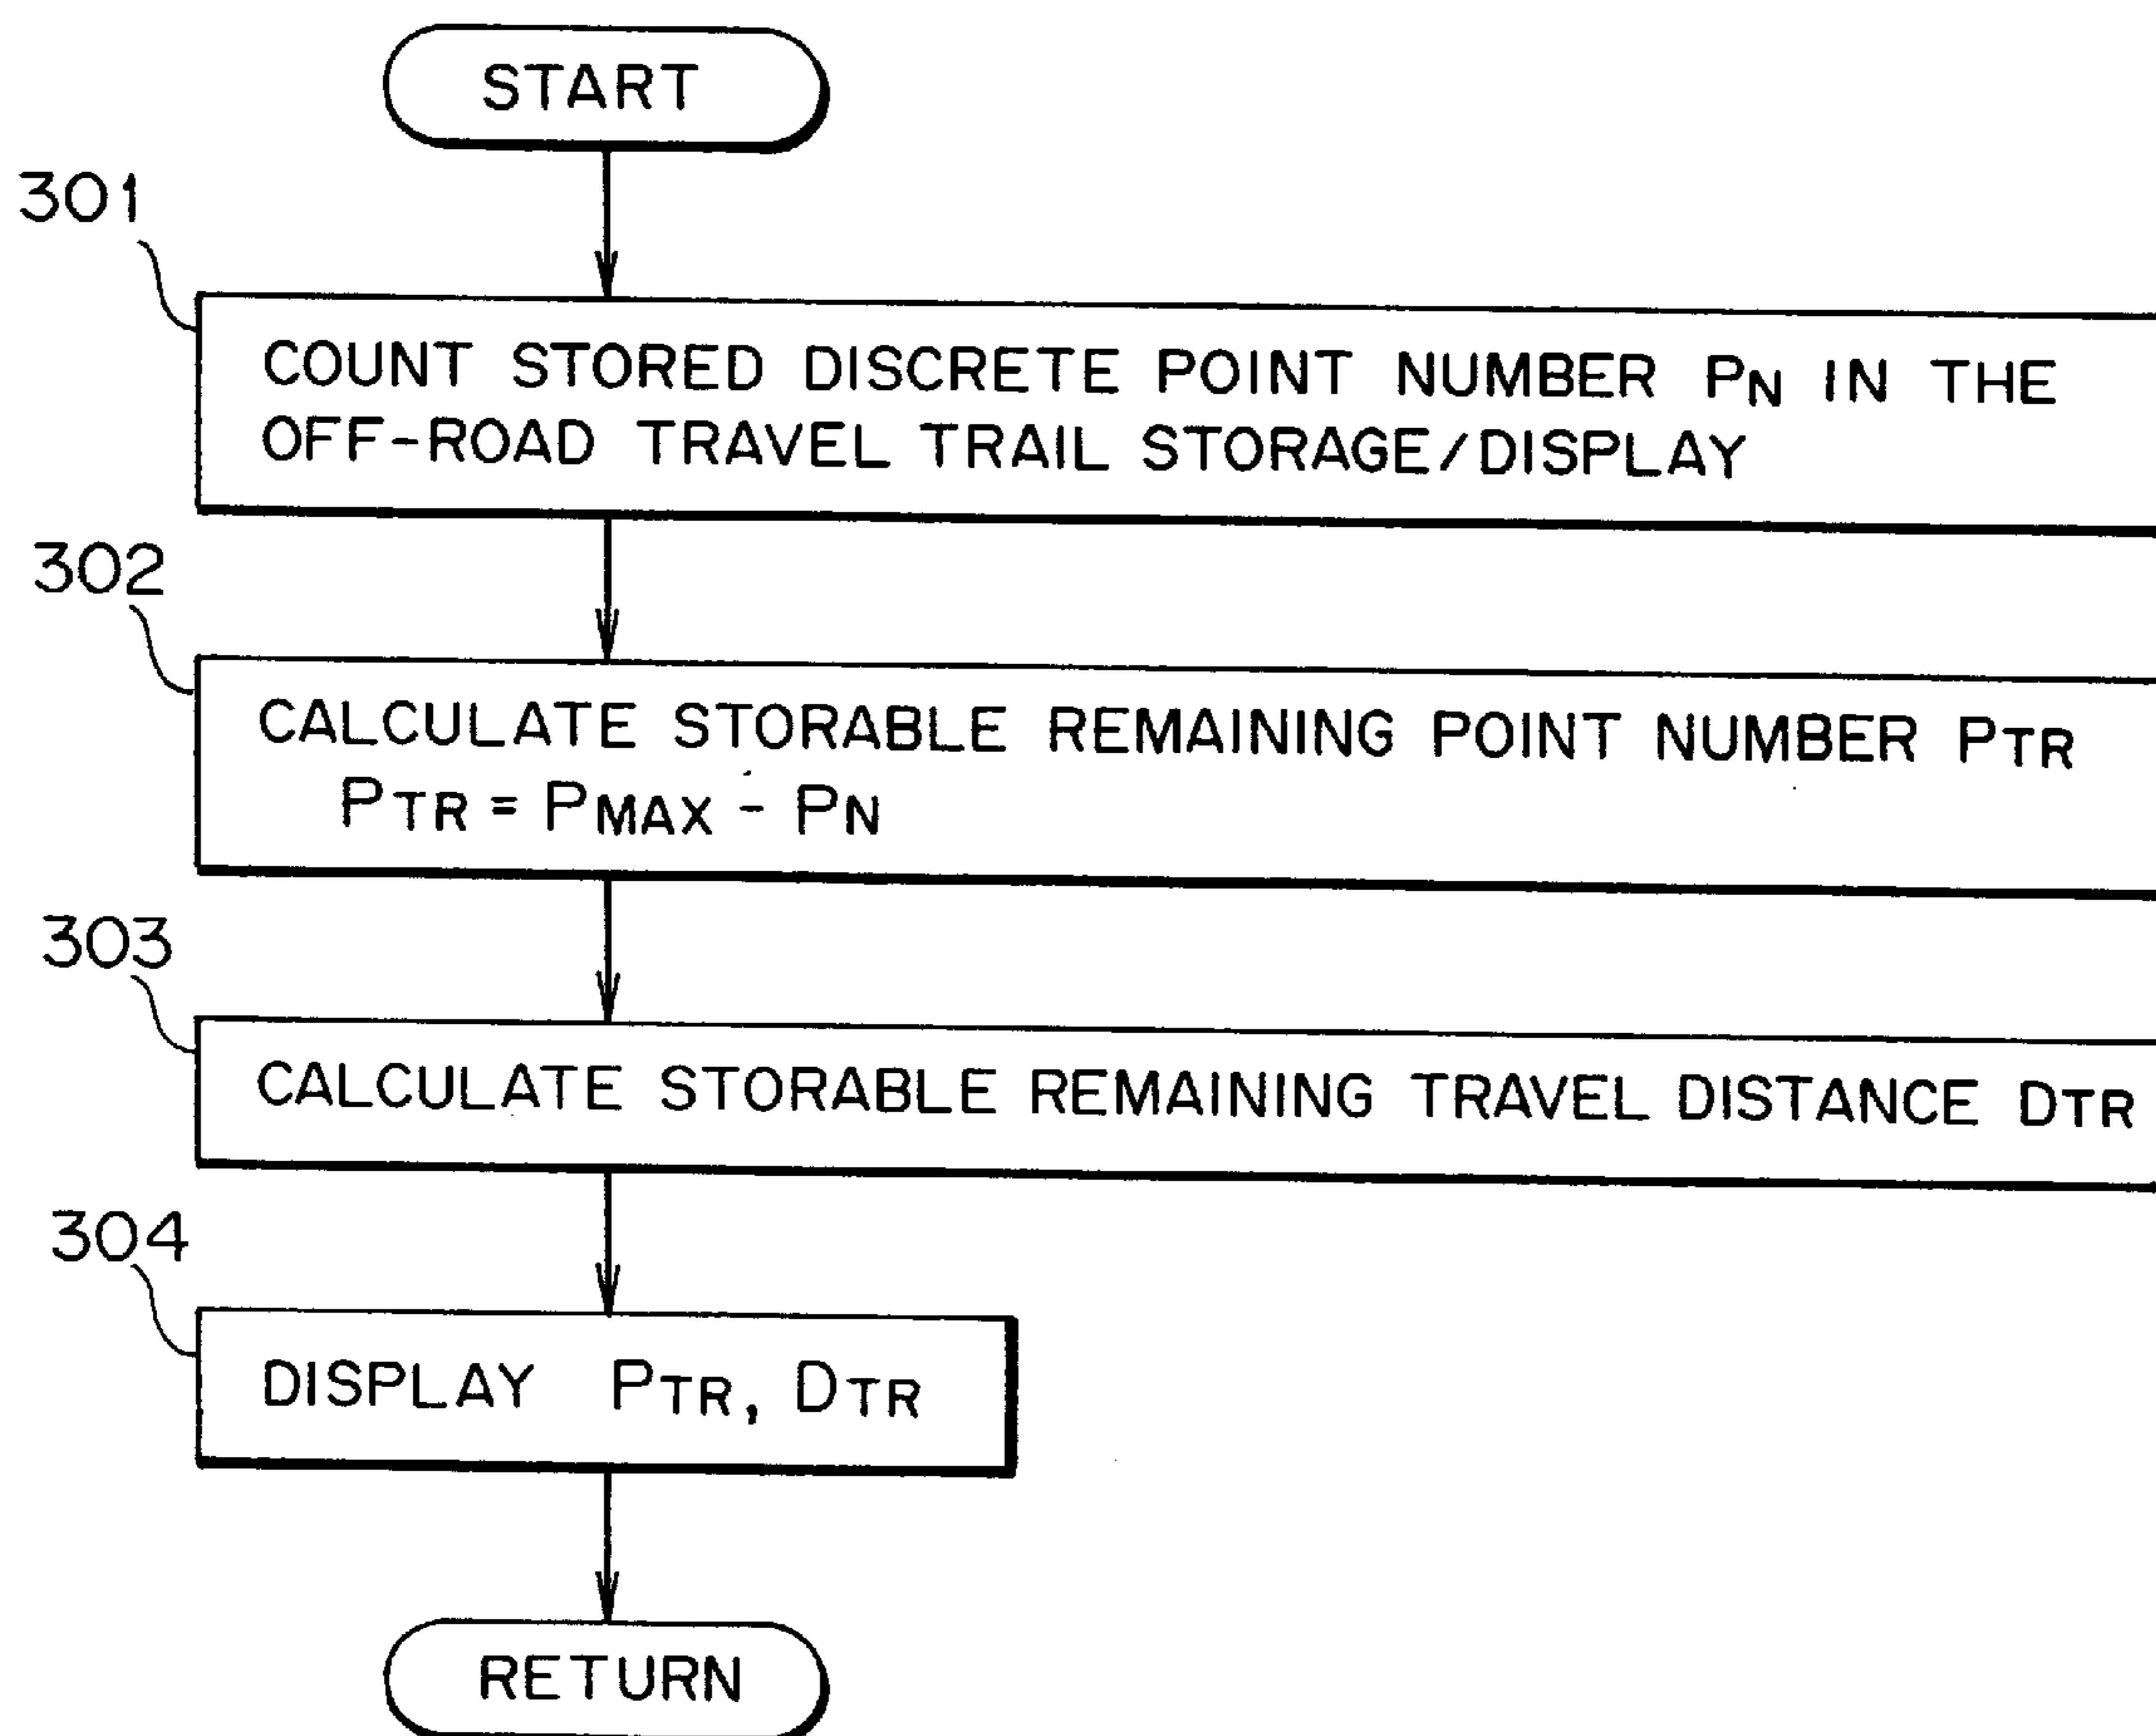 START
301
COUNT STORED DISCRETE POINT NUMBER PN IN THE
OFF-ROAD TRAVEL TRAIL STORAGE/DISPLAY
302
CALCULATE STORABLE REMAINING POINT NUMBER PTR
PTR = PMAX - PN
303
CALCULATE STORABLE REMAINING TRAVEL DISTANCE DTR
304
DISPLAY PTR, DTR
RETURN